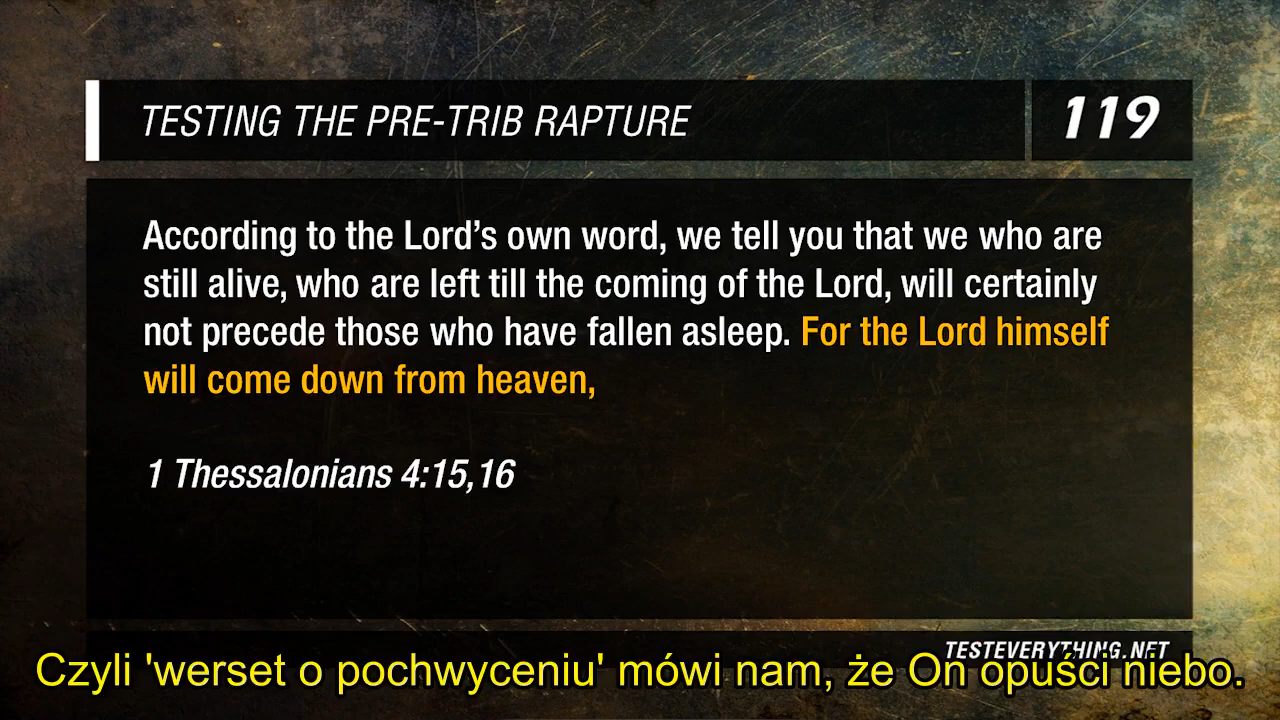 TESTING THE PRE-TRIB RAPTURE
119
According to the Lord’s own word, we tell you that we who are
still alive, who are left till the coming of the Lord, will certainly
not precede those who have fallen asleep. For the Lord himself
will come down from heaven,
1 Thessalonians 4:15,16
TESTEVERYTHING.NET
Czyli 'werset o pochwyceniu' mówi nam, że On opuści niebo.